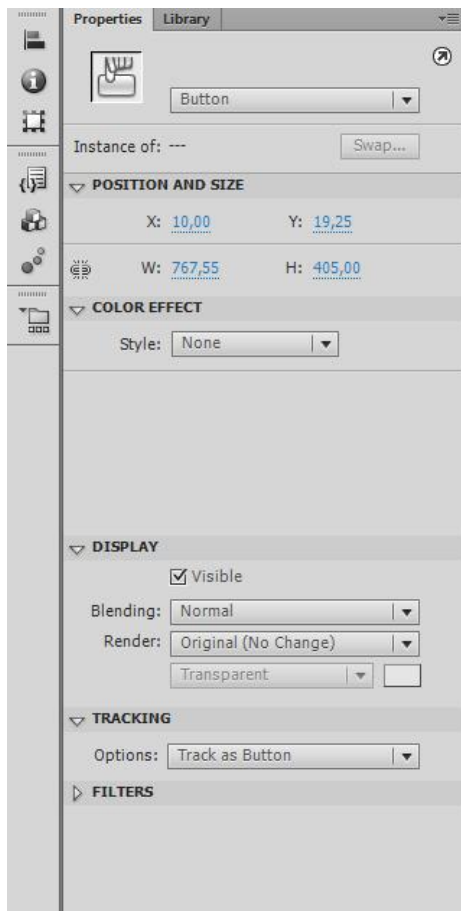 Properties Library
Button
Instance of: --- Swap...
POSITION AND SIZE
X: 10,00 Y: 19,25
W: 767,55 H: 405,00
COLOR EFFECT
Style: None
DISPLAY
Visible
Blending: Normal
Render: Original (No Change)
Transparent
TRACKING
Options: Track as Button
FILTERS